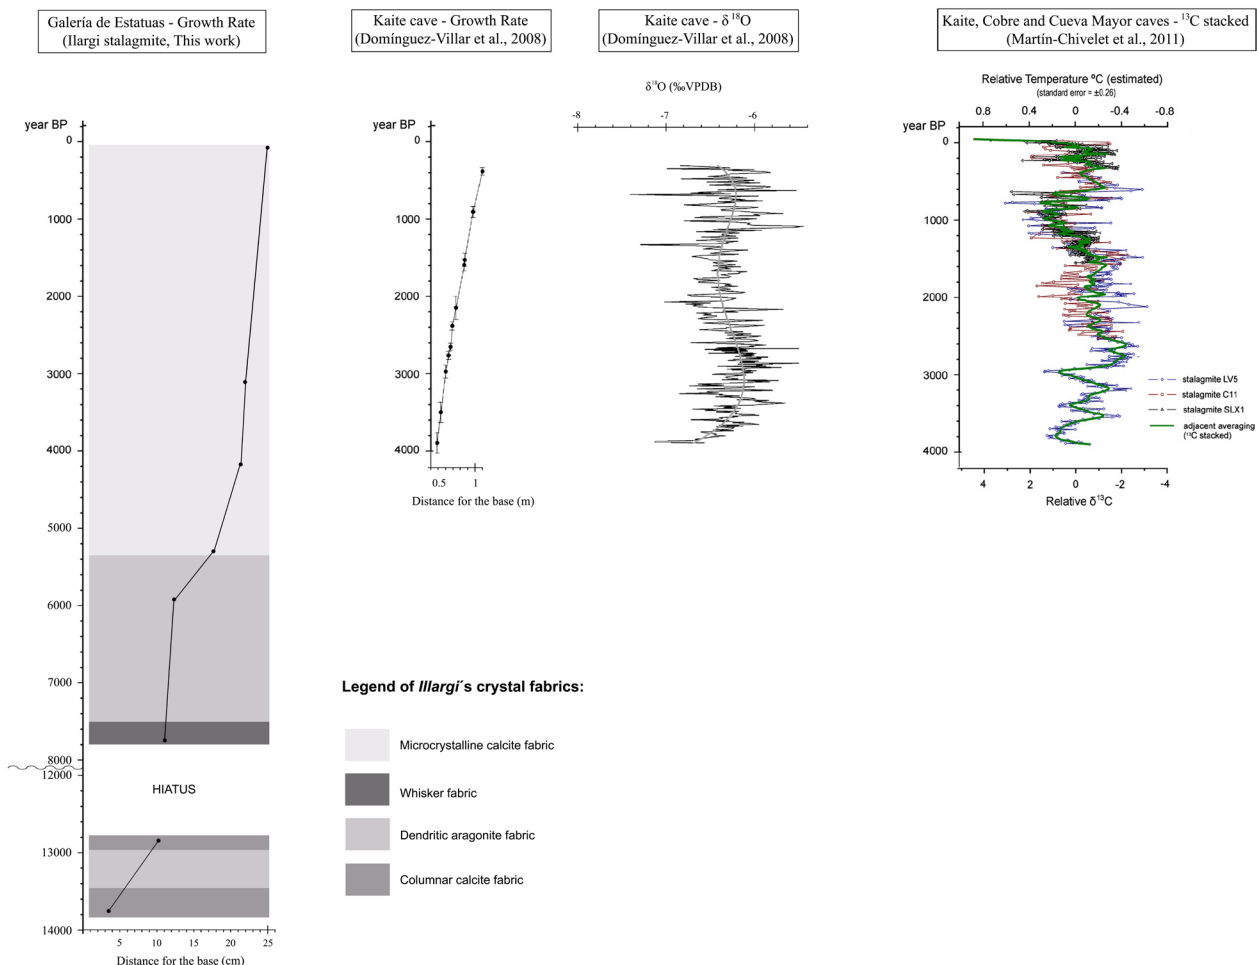 Galería de Estatuas - Growth Rate
(Ilargi stalagmite, This work)
Kaite cave - Growth Rate
(Domínguez-Villar et al., 2008)
Kaite cave - δ 18O
(Domínguez-Villar et al., 2008)
Kaite, Cobre and Cueva Mayor caves - 13C stacked
(Martín-Chivelet et al., 2011)
year BP
0
1000
2000
3000
4000
5000
6000
7000
8000
12000
HIATUS
13000
14000
5
10
15
20
25
Distance for the base (cm)
year BP
0
1000
2000
3000
4000
0.5
1
Distance for the base (m)
δ18O (‰VPDB)
-8
-7
-6
Relative Temperature ºC (estimated)
(standard error = ±0.26)
0.8
0.4
0
-0.4
-0.8
year BP
0
1000
2000
3000
4000
stalagmite LV5
stalagmite C11
stalagmite SLX1
adjacent averaging
(13C stacked)
4
2
0
-2
-4
Relative δ13C
Legend of Illargi´s crystal fabrics:
Microcrystalline calcite fabric
Whisker fabric
Dendritic aragonite fabric
Columnar calcite fabric